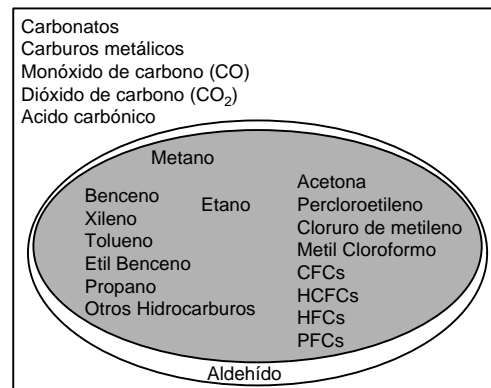 Carbonatos
Carburos metálicos
Monóxido de carbono (CO)
Dióxido de carbono (CO₂)
Acido carbónico
Metano
Benceno
Xileno
Tolueno
Etil Benceno
Propano
Otros Hidrocarburos
Etano
Acetona
Percloroetileno
Cloruro de metileno
Metil Cloroformo
CFCs
HCFCs
HFCs
PFCs
Aldehído